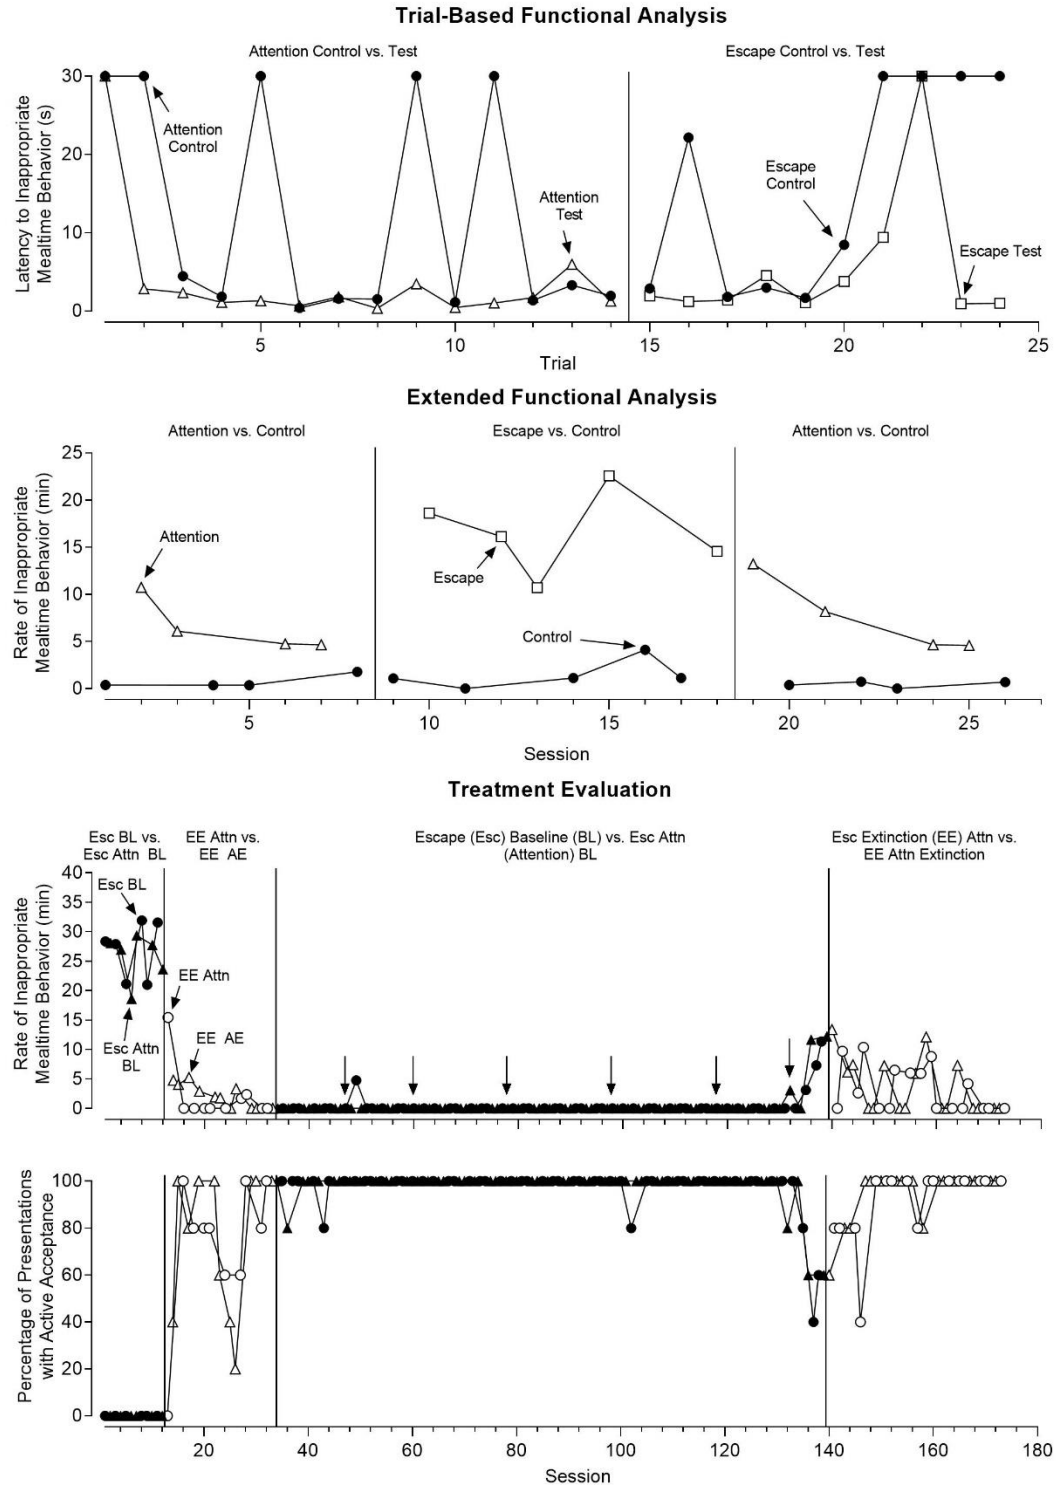 Trial-Based Functional Analysis
Attention Control vs. Test
Escape Control vs. Test
Latency to Inappropriate
Mealtime Behavior (s)
30
20
10
0
Attention
Control
Attention
Test
Escape
Control
Escape Test
5
10
15
20
25
Trial
Extended Functional Analysis
Attention vs. Control
Escape vs. Control
Attention vs. Control
Rate of Inappropriate
Mealtime Behavior (min)
25
20
15
10
5
0
Attention
Escape
Control
5
10
15
20
25
Session
Treatment Evaluation
Esc BL vs.
Esc Attn BL
EE Attn vs.
EE AE
Escape (Esc) Baseline (BL) vs. Esc Attn
(Attention) BL
Esc Extinction (EE) Attn vs.
EE Attn Extinction
Rate of Inappropriate
Mealtime Behavior (min)
40
35
30
25
20
15
10
5
0
Esc BL
EE Attn
Esc Attn
BL
EE AE
Percentage of Presentations
with Active Acceptance
100
80
60
40
20
0
20
40
60
80
100
120
140
160
180
Session